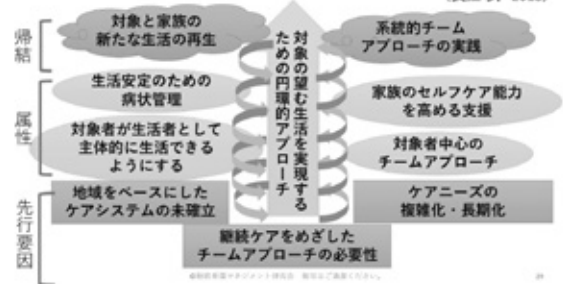 帰結
対象と家族の
新たな生活の再生
系統的チーム
アプローチの実践
対象の望む生活を実現する
ための円環的アプローチ
属性
生活安定のための
病状管理
家族のセルフケア能力
を高める支援
対象者が生活者として
主体的に生活できる
ようにする
対象者中心の
チームアプローチ
先行要因
地域をベースにした
ケアシステムの未確立
ケアニーズの
複雑化・長期化
継続ケアをめざした
チームアプローチの必要性